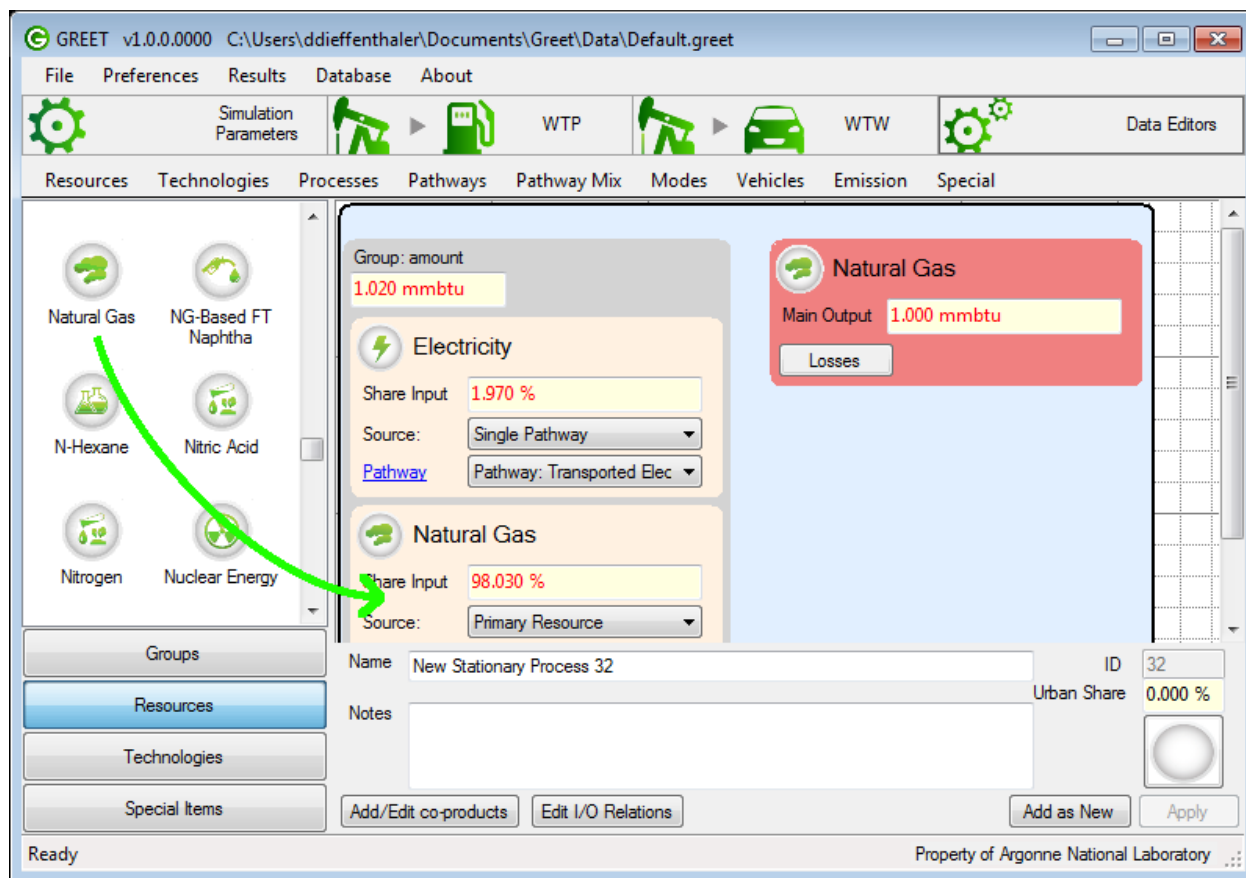 GREET v1.0.0.0000 C:\Users\ddieffenthaler\Documents\Greet\Data\Default.greet
File Preferences Results Database About
Simulation Parameters
WTP
WTW
Data Editors
Resources Technologies Processes Pathways Pathway Mix Modes Vehicles Emission Special
Natural Gas
NG-Based FT Naphtha
N-Hexane
Nitric Acid
Nitrogen
Nuclear Energy
Groups
Resources
Technologies
Special Items
Group: amount
1.020 mmbtu
Electricity
Share Input 1.970 %
Source: Single Pathway
Pathway Pathway: Transported Elec
Natural Gas
Share Input 98.030 %
Source: Primary Resource
Natural Gas
Main Output 1.000 mmbtu
Losses
Name New Stationary Process 32
ID 32
Urban Share 0.000 %
Notes
Add/Edit co-products Edit I/O Relations Add as New Apply
Ready Property of Argonne National Laboratory